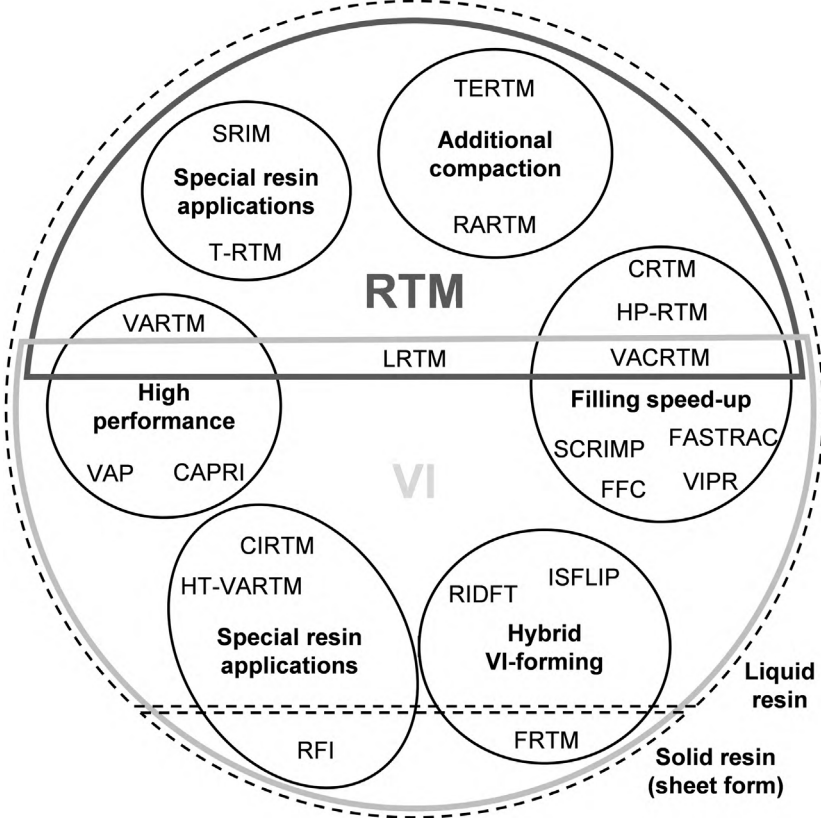 TERTM
Additional
compaction
RARTM
SRIM
Special resin
applications
T-RTM
RTM
CRTM
HP-RTM
VACRTM
Filling speed-up
SCRIMP
FASTRAC
FFC
VIPR
VARTM
LRTM
High
performance
VAP
CAPRI
VI
CIRTM
HT-VARTM
Special resin
applications
RFI
RIDFT
ISFLIP
Hybrid
VI-forming
FRTM
Liquid
resin
Solid resin
(sheet form)